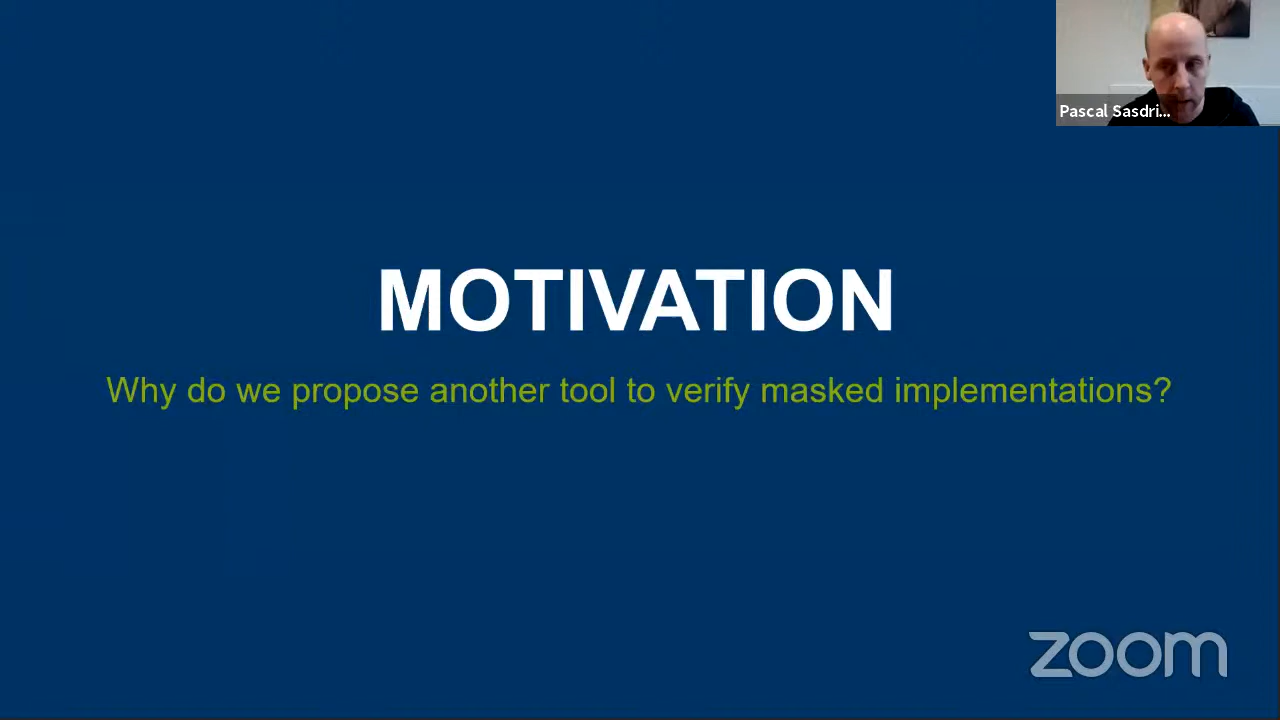 Pascal Sasdri...
MOTIVATION
Why do we propose another tool to verify masked implementations?
zoom